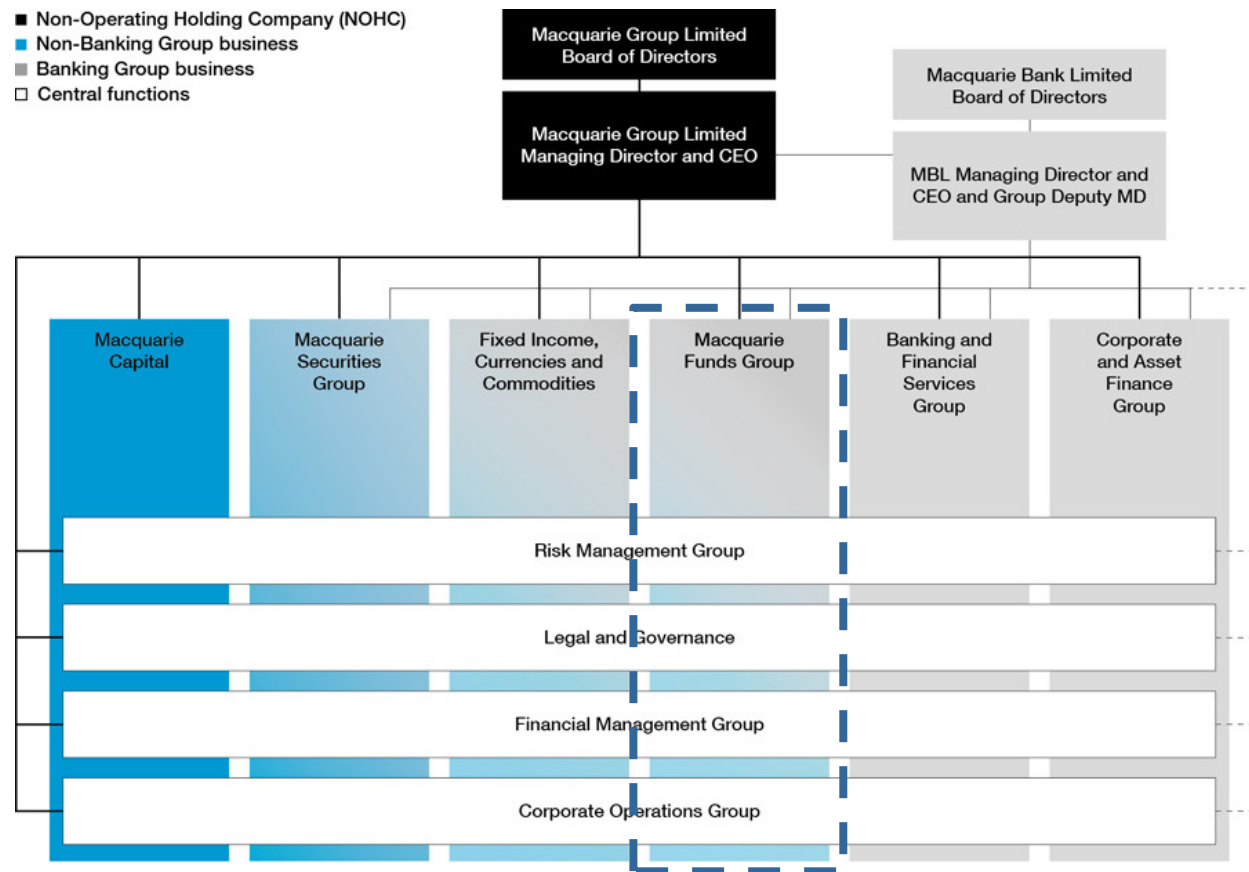 Non-Operating Holding Company (NOHC)
Non-Banking Group business
Banking Group business
Central functions
Macquarie Group Limited
Board of Directors
Macquarie Bank Limited
Board of Directors
Macquarie Group Limited
Managing Director and CEO
MBL Managing Director and
CEO and Group Deputy MD
Macquarie
Capital
Macquarie
Securities
Group
Fixed Income,
Currencies and
Commodities
Macquarie
Funds Group
Banking and
Financial
Services
Group
Corporate
and Asset
Finance
Group
Risk Management Group
Legal and Governance
Financial Management Group
Corporate Operations Group